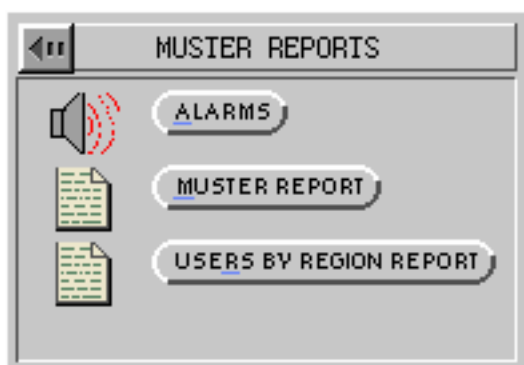 MUSTER REPORTS
ALARMS
MUSTER REPORT
USERS BY REGION REPORT